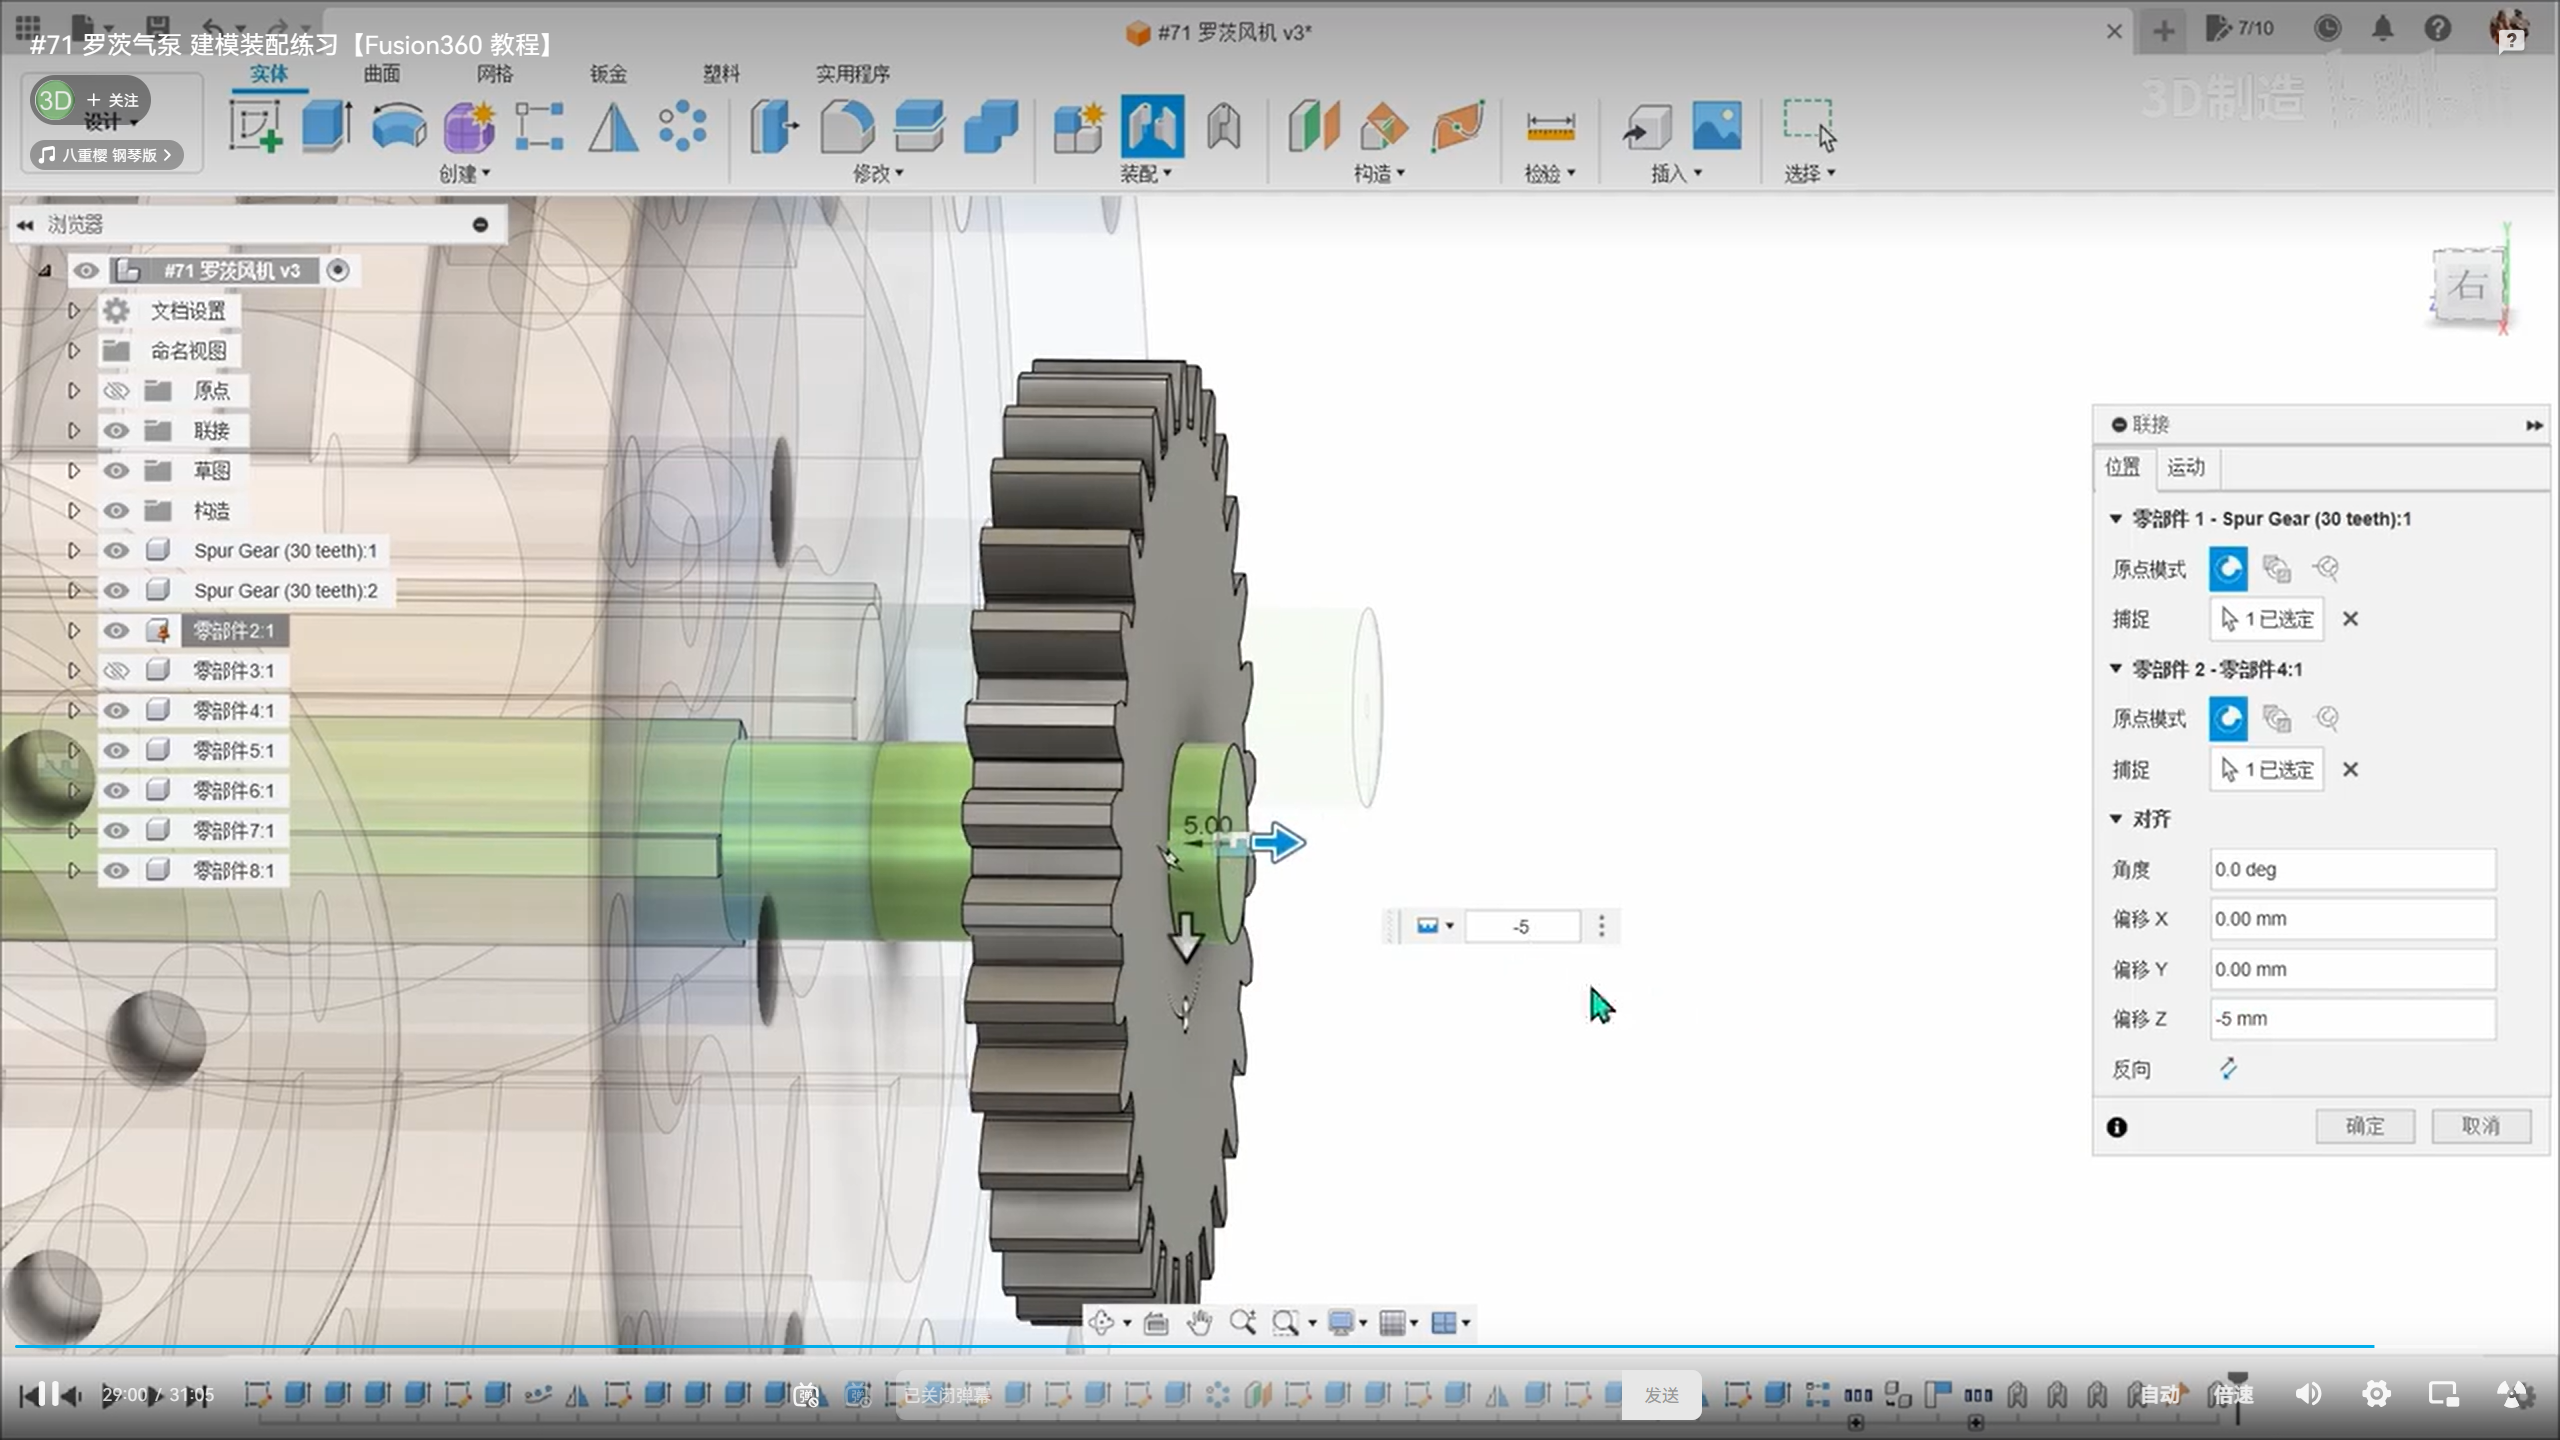 #71 罗茨风机 v3*
7/10
#71 罗茨气泵 建模装配练习【Fusion360 教程】
实体 曲面 网格 钣金 塑料 实用程序
3D制造
3D + 关注
设计
八重樱 钢琴版
创建 修改 装配 构造 检验 插入 选择
浏览器
#71 罗茨风机 v3
文档设置
命名视图
原点
联接
草图
构造
Spur Gear (30 teeth):1
Spur Gear (30 teeth):2
零部件2:1
零部件3:1
零部件4:1
零部件5:1
零部件6:1
零部件7:1
零部件8:1
右
Y
Z
X
5.00
-5
联接
位置 运动
零部件 1 - Spur Gear (30 teeth):1
原点模式
捕捉 1 已选定
零部件 2 - 零部件4:1
原点模式
捕捉 1 已选定
对齐
角度 0.0 deg
偏移 X 0.00 mm
偏移 Y 0.00 mm
偏移 Z -5 mm
反向
确定 取消
29:00 / 31:05
弹 弹 已关闭弹幕 发送 自动 倍速